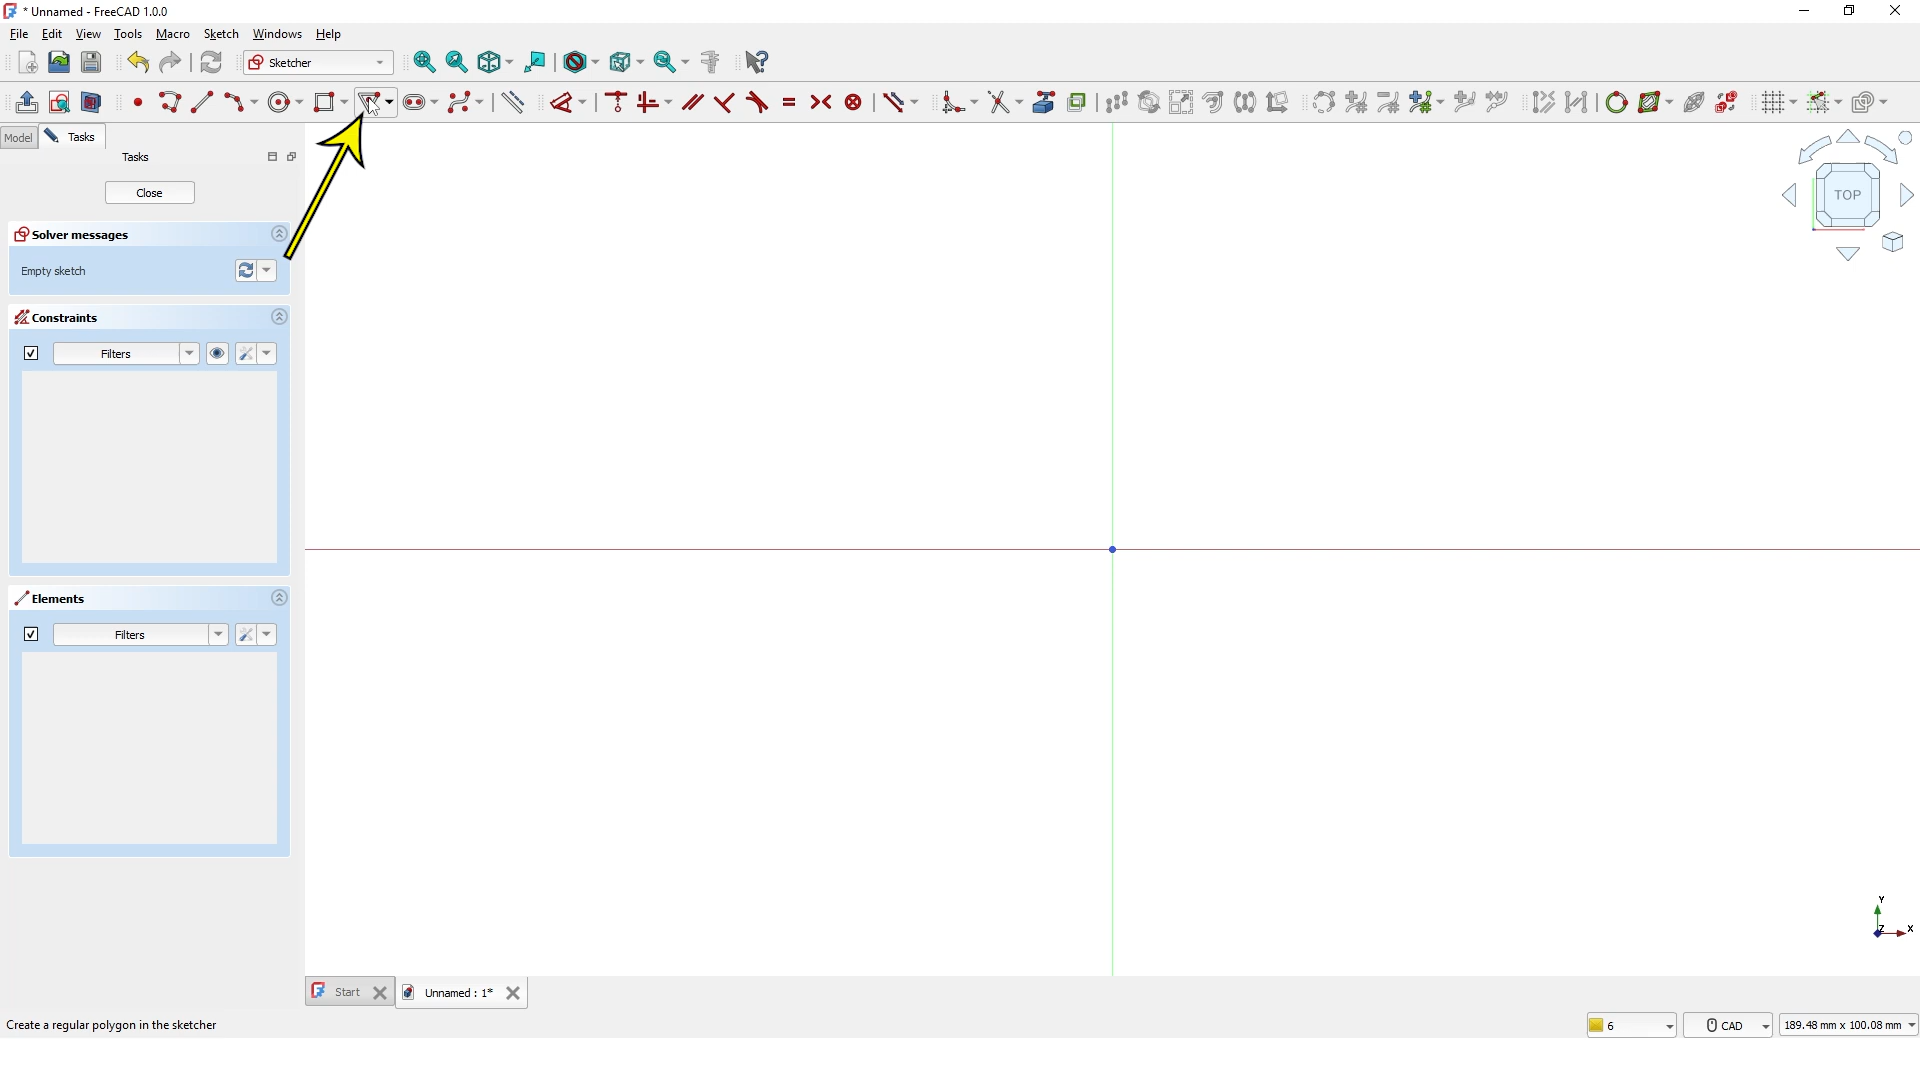 * Unnamed - FreeCAD 1.0.0
File Edit View Tools Macro Sketch Windows Help
Sketcher
Model Tasks
Tasks
Close
Solver messages
Empty sketch
Constraints
Filters
Elements
Filters
TOP
Y
Z X
Start Unnamed : 1*
Create a regular polygon in the sketcher
6 CAD 189.48 mm x 100.08 mm